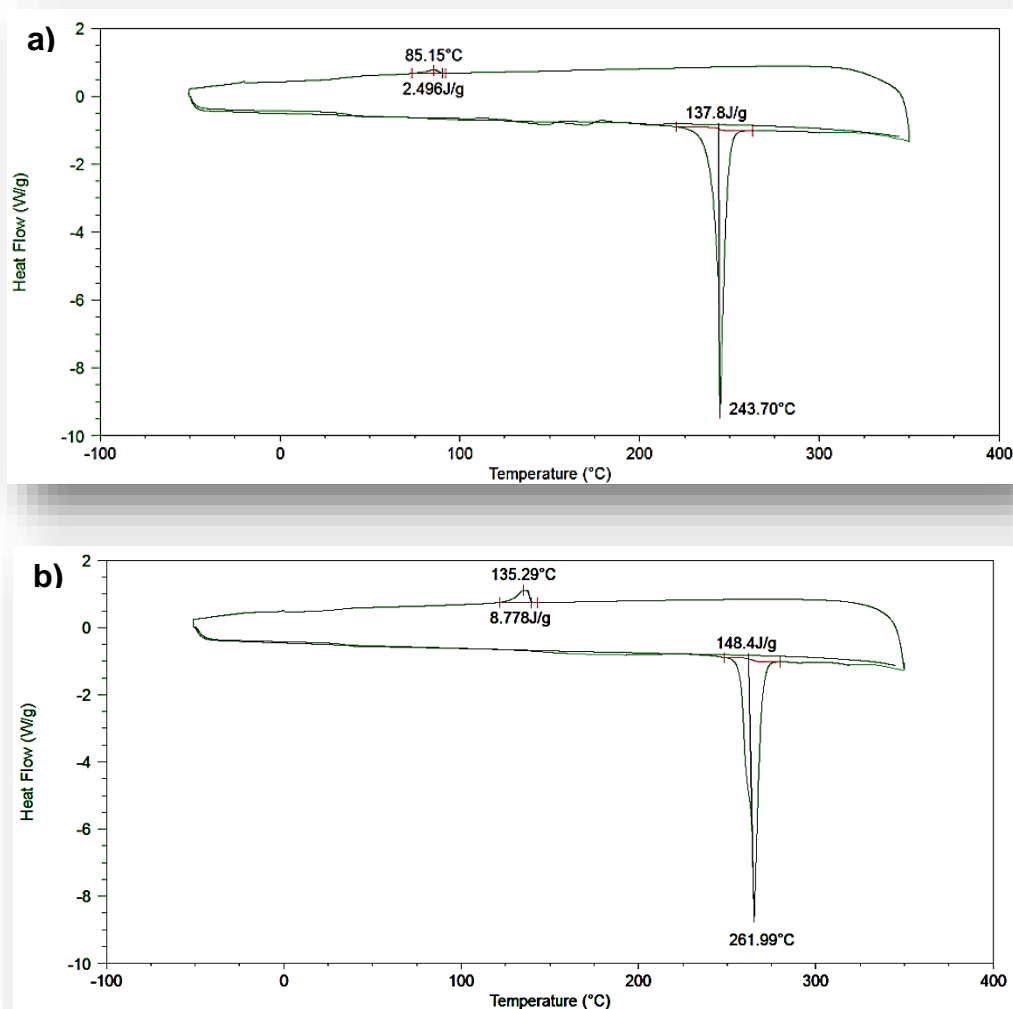 a)
2
85.15°C
0
2.496J/g
137.8J/g
-2
Heat Flow (W/g)
-4
-6
-8
243.70°C
-10
-100
0
100
200
300
400
Temperature (°C)
b)
2
135.29°C
0
8.778J/g
148.4J/g
-2
Heat Flow (W/g)
-4
-6
-8
261.99°C
-10
-100
0
100
200
300
400
Temperature (°C)